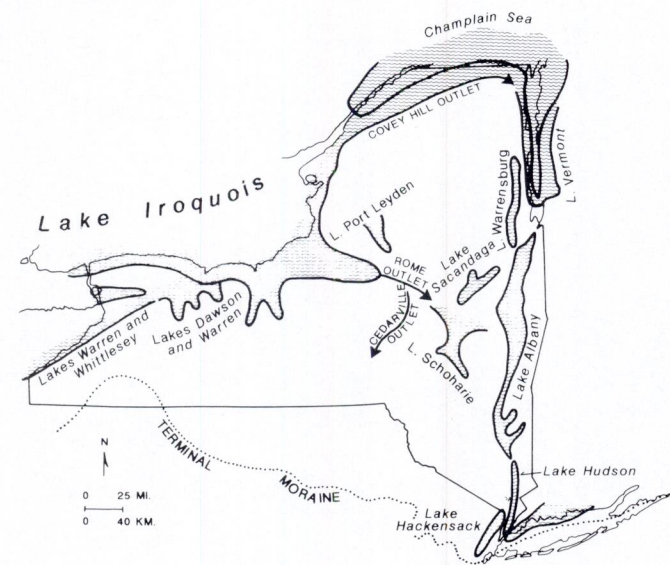 Champlain Sea
COVEY HILL OUTLET
L. Vermont
Lake Iroquois
L. Port Leyden
L. Warrensburg
ROME
OUTLET
Lake
Sacandaga
CEDARVILLE
OUTLET
Lakes Warren and
Whittlesey
Lakes Dawson
and Warren
L. Schoharie
Lake Albany
TERMINAL
MORAINE
N
0 25 MI.
0 40 KM.
Lake Hudson
Lake
Hackensack